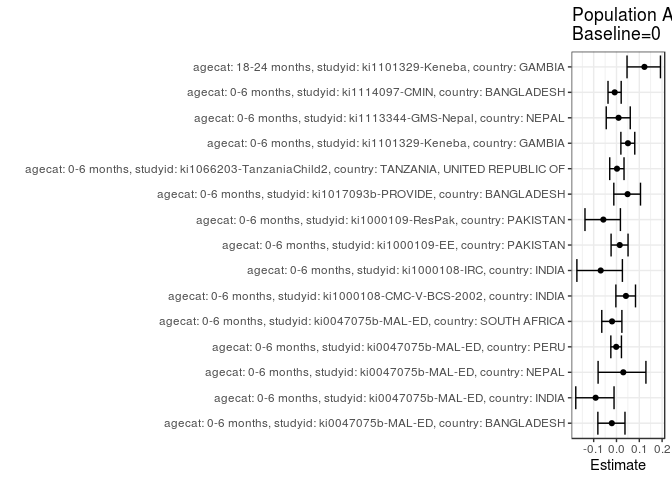 Population A
Baseline=0
agecat: 18-24 months, studyid: ki1101329-Keneba, country: GAMBIA
agecat: 0-6 months, studyid: ki1114097-CMIN, country: BANGLADESH
agecat: 0-6 months, studyid: ki1113344-GMS-Nepal, country: NEPAL
agecat: 0-6 months, studyid: ki1101329-Keneba, country: GAMBIA
agecat: 0-6 months, studyid: ki1066203-TanzaniaChild2, country: TANZANIA, UNITED REPUBLIC OF
agecat: 0-6 months, studyid: ki1017093b-PROVIDE, country: BANGLADESH
agecat: 0-6 months, studyid: ki1000109-ResPak, country: PAKISTAN
agecat: 0-6 months, studyid: ki1000109-EE, country: PAKISTAN
agecat: 0-6 months, studyid: ki1000108-IRC, country: INDIA
agecat: 0-6 months, studyid: ki1000108-CMC-V-BCS-2002, country: INDIA
agecat: 0-6 months, studyid: ki0047075b-MAL-ED, country: SOUTH AFRICA
agecat: 0-6 months, studyid: ki0047075b-MAL-ED, country: PERU
agecat: 0-6 months, studyid: ki0047075b-MAL-ED, country: NEPAL
agecat: 0-6 months, studyid: ki0047075b-MAL-ED, country: INDIA
agecat: 0-6 months, studyid: ki0047075b-MAL-ED, country: BANGLADESH
-0.1 0.0 0.1 0.2
Estimate